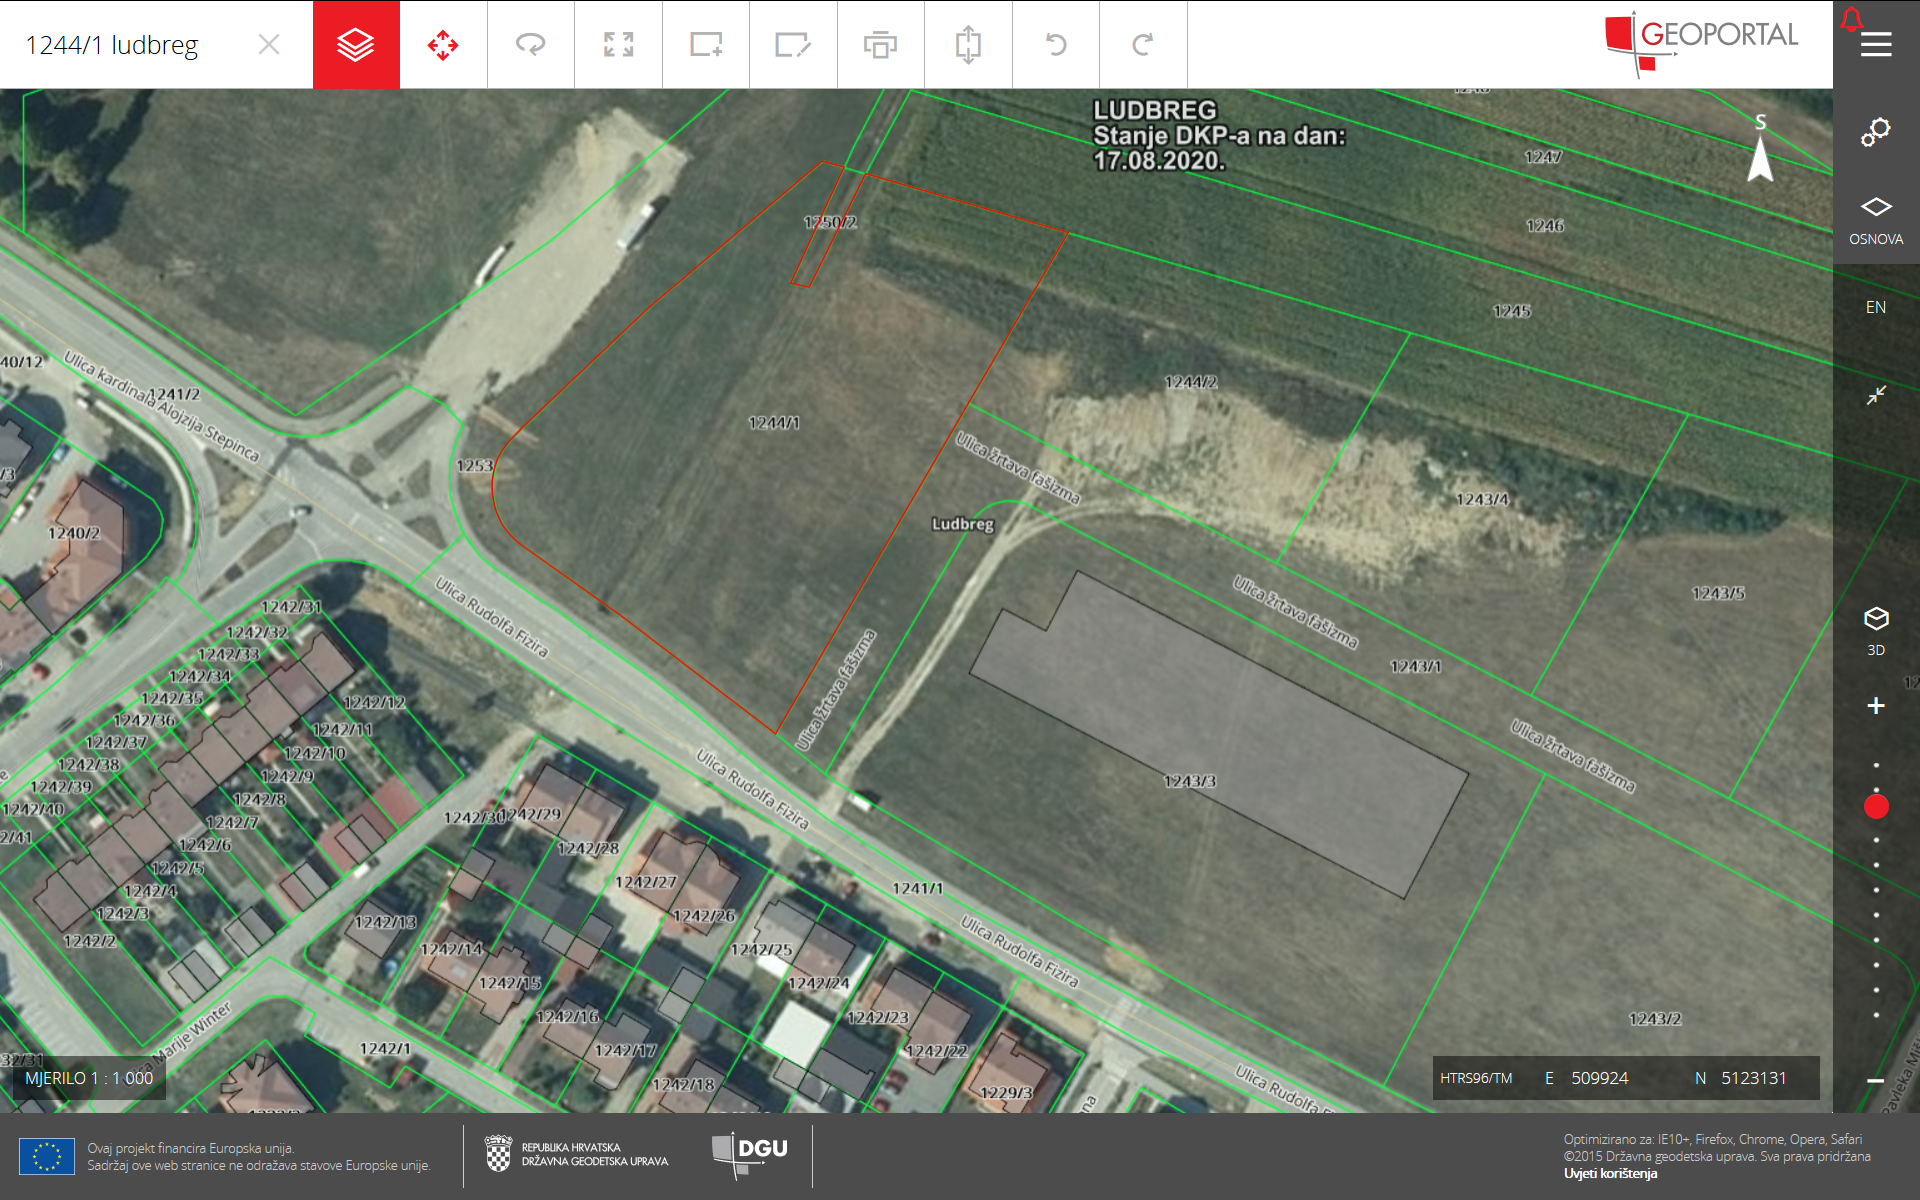 1244/1 ludbreg
GEOPORTAL
LUDBREG
Stanje DKP-a na dan:
17.08.2020.
S
OSNOVA
EN
3D
1247
1246
1245
1250/2
1244/2
1244/1
1243/4
1243/5
1243/1
1243/3
1243/2
1253
40/12
1241/2
Ulica kardinala Alojzija Stepinca
1240/2
Ulica žrtava fašizma
Ludbreg
Ulica žrtava fašizma
Ulica žrtava fašizma
Ulica žrtava fašizma
Ulica Rudolfa Fizira
Ulica Rudolfa Fizira
Ulica Rudolfa Fizira
Ulica Rudolfa F
1241/1
1242/31
1242/32
1242/33
1242/34
1242/35
1242/36
1242/37
1242/38
1242/39
1242/40
2/41
1242/12
1242/11
1242/10
1242/9
1242/8
1242/7
1242/6
1242/5
1242/4
1242/3
1242/2
1242/30
1242/29
1242/28
1242/27
1242/26
1242/25
1242/24
1242/23
1242/22
1229/3
1242/13
1242/14
1242/15
1242/16
1242/17
1242/18
1242/1
Marije Winter
MJERILO 1 : 1 000
HTRS96/TM E 509924 N 5123131
Ovaj projekt financira Europska unija.
Sadržaj ove web stranice ne odražava stavove Europske unije.
REPUBLIKA HRVATSKA
DRŽAVNA GEODETSKA UPRAVA
DGU
Optimizirano za: IE10+, Firefox, Chrome, Opera, Safari
©2015 Državna geodetska uprava. Sva prava pridržana
Uvjeti korištenja